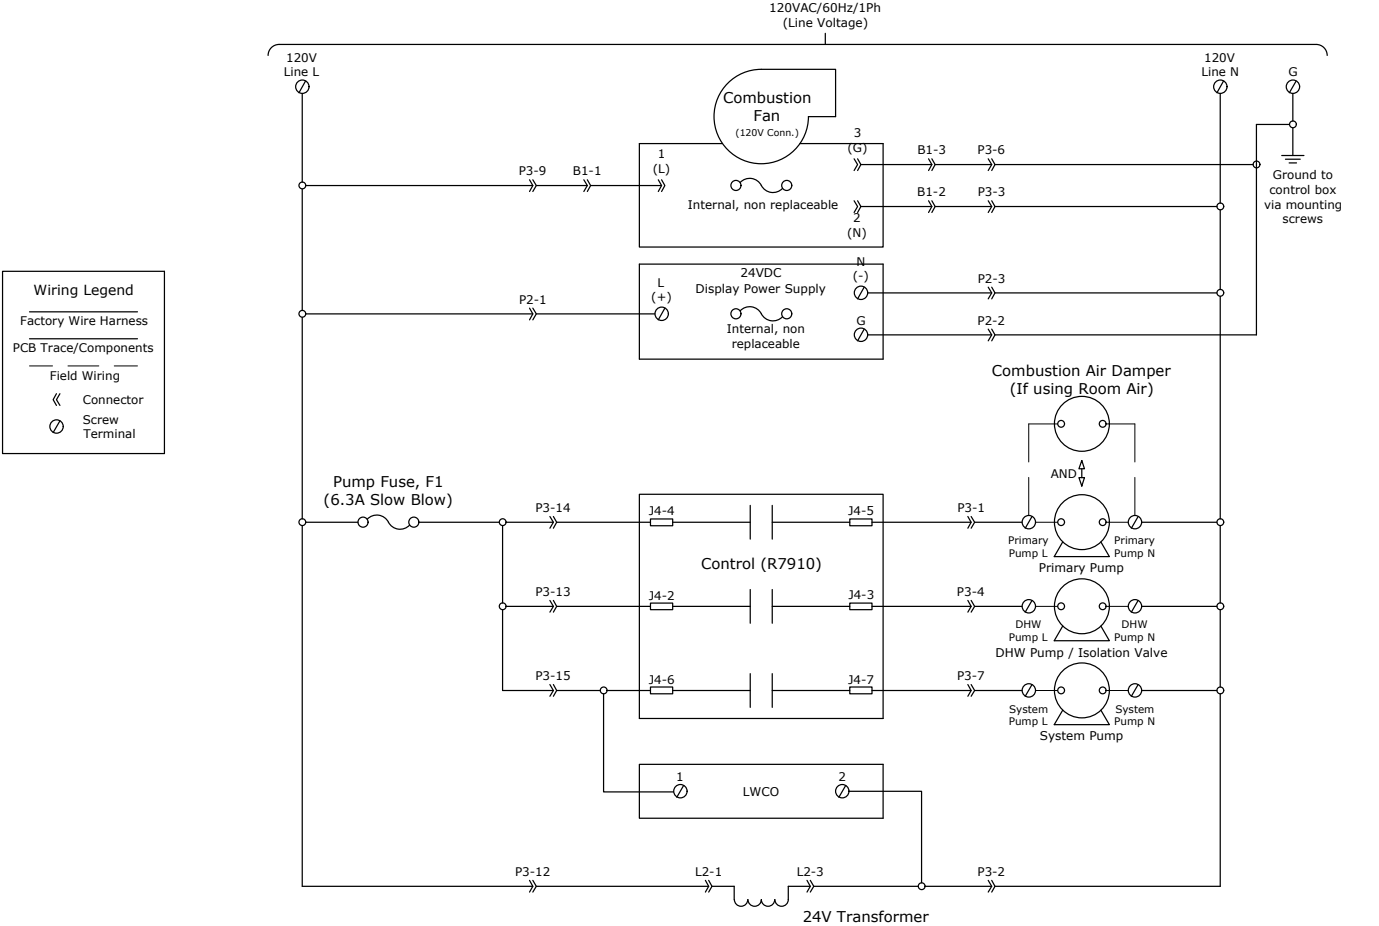 120VAC/60Hz/1Ph
(Line Voltage)
120V
Line L
120V
Line N
G
Combustion
Fan
(120V Conn.)
1
(L)
3
(G)
P3-9
B1-1
B1-3
P3-6
Internal, non replaceable
B1-2
P3-3
2
(N)
Ground to
control box
via mounting
screws
Wiring Legend
Factory Wire Harness
PCB Trace/Components
Field Wiring
Connector
Screw
Terminal
24VDC
Display Power Supply
L
(+)
N
(-)
P2-1
P2-3
Internal, non
replaceable
G
P2-2
Combustion Air Damper
(If using Room Air)
AND
Pump Fuse, F1
(6.3A Slow Blow)
P3-14
J4-4
J4-5
P3-1
Primary
Pump L
Primary
Pump N
Primary Pump
Control (R7910)
P3-13
J4-2
J4-3
P3-4
DHW
Pump L
DHW
Pump N
DHW Pump / Isolation Valve
P3-15
J4-6
J4-7
P3-7
System
Pump L
System
Pump N
System Pump
1
LWCO
2
P3-12
L2-1
L2-3
P3-2
24V Transformer